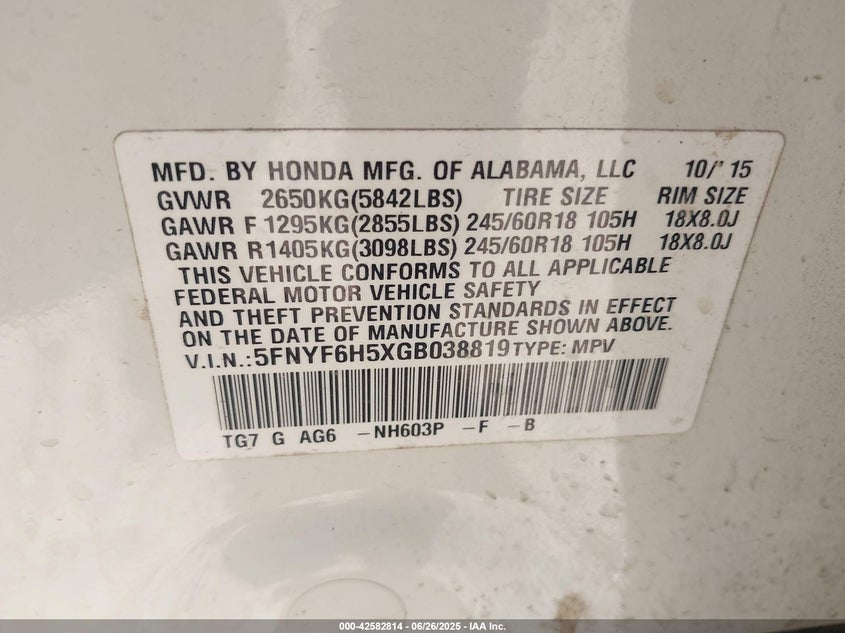 MFD. BY HONDA MFG. OF ALABAMA, LLC 10/' 15
GVWR 2650KG(5842LBS) TIRE SIZE RIM SIZE
GAWR F 1295KG(2855LBS) 245/60R18 105H 18X8.0J
GAWR R1405KG(3098LBS) 245/60R18 105H 18X8.0J
THIS VEHICLE CONFORMS TO ALL APPLICABLE
FEDERAL MOTOR VEHICLE SAFETY
AND THEFT PREVENTION STANDARDS IN EFFECT
ON THE DATE OF MANUFACTURE SHOWN ABOVE.
V.I.N.:5FNYF6H5XGB038819 TYPE: MPV
TG7 G AG6 -NH603P -F -B
000-42582814 - 06/26/2025 - IAA Inc.